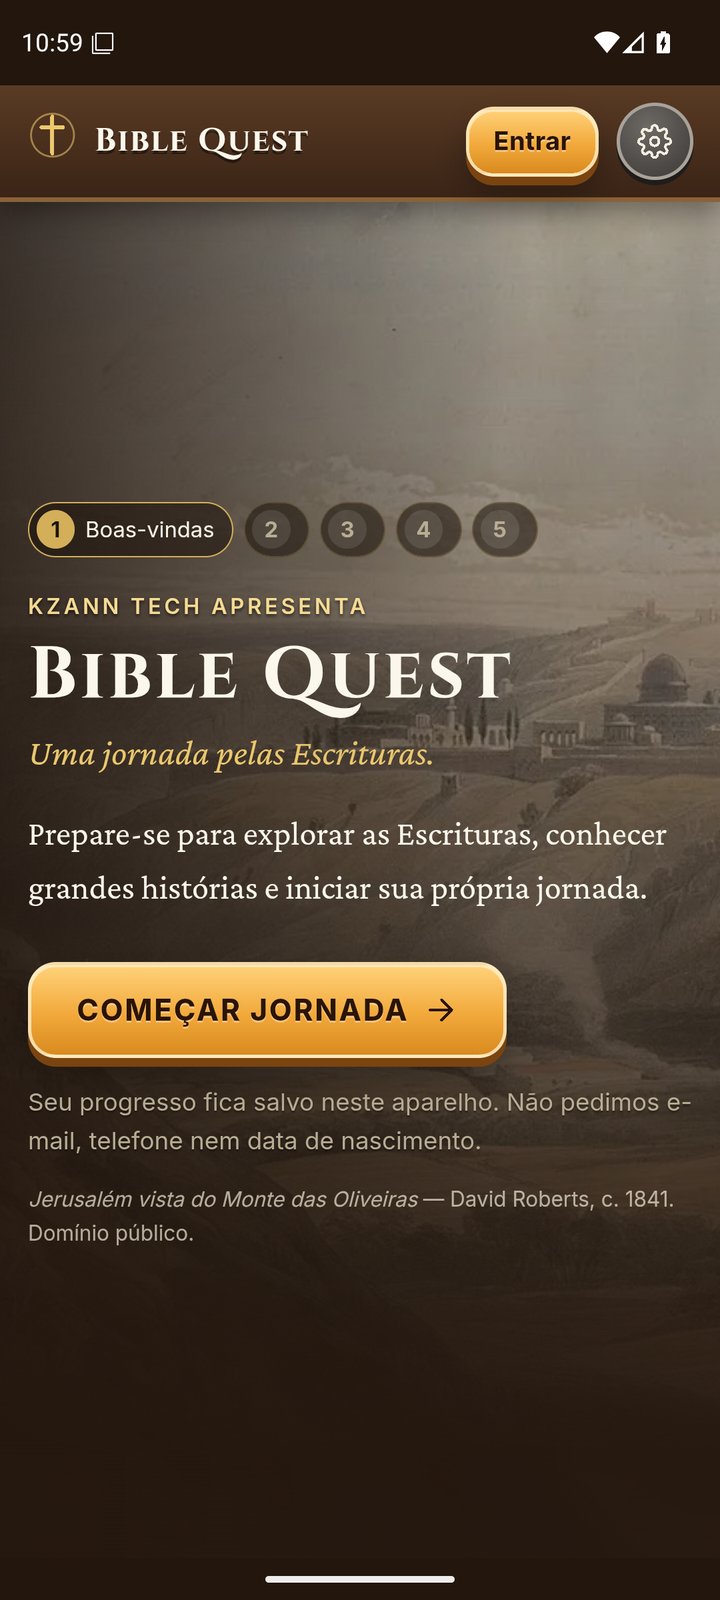 10:59
Bible Quest
Entrar
1 Boas-vindas 2 3 4 5
KZANN TECH APRESENTA
Bible Quest
Uma jornada pelas Escrituras.
Prepare-se para explorar as Escrituras, conhecer
grandes histórias e iniciar sua própria jornada.
COMEÇAR JORNADA →
Seu progresso fica salvo neste aparelho. Não pedimos e-
mail, telefone nem data de nascimento.
Jerusalém vista do Monte das Oliveiras — David Roberts, c. 1841.
Domínio público.